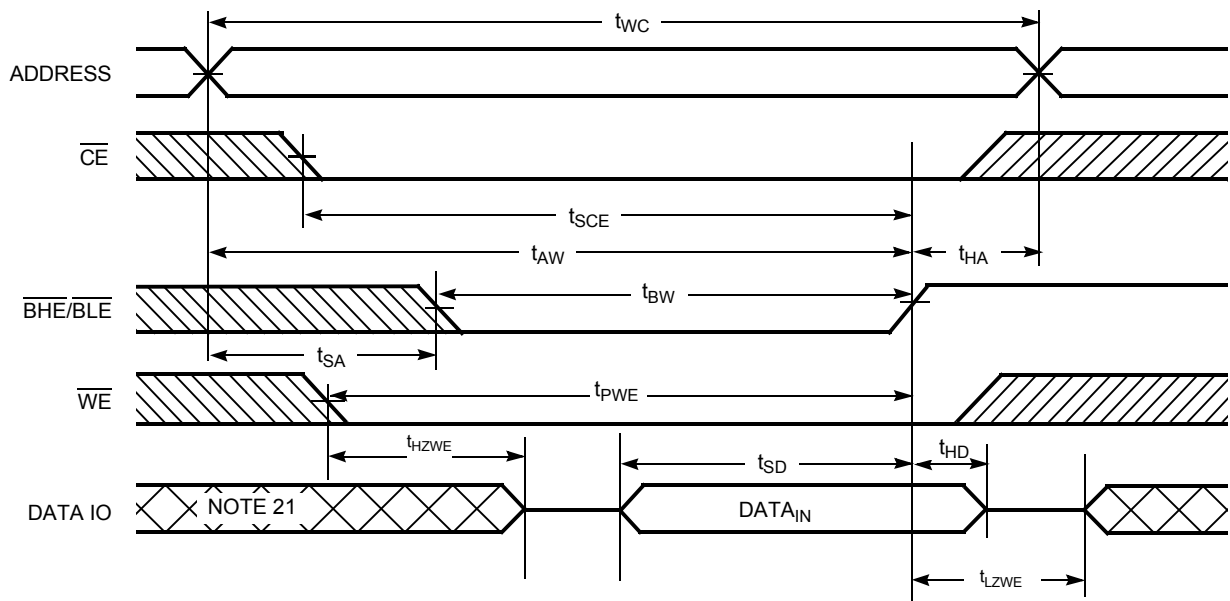 tWC
ADDRESS
CE
tSCE
tAW
tHA
tBW
BHE/BLE
tSA
WE
tPWE
tHZWE
tSD
tHD
DATA IO
NOTE 21
DATAIN
tLZWE